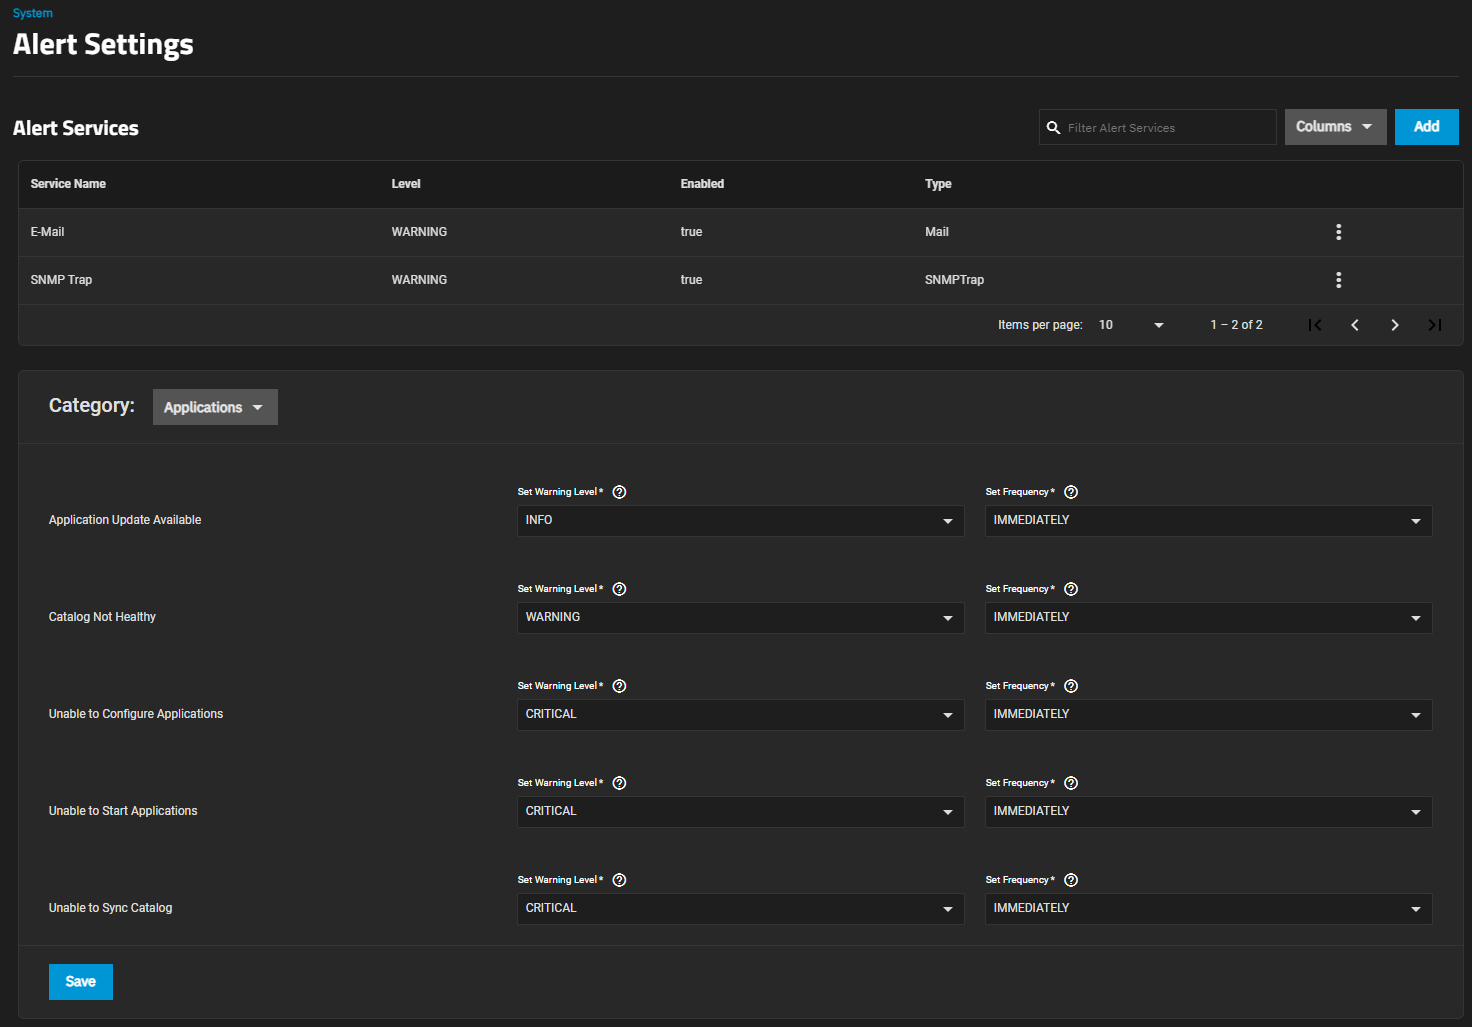 System
Alert Settings
Alert Services
Filter Alert Services
Columns
Add
Service Name Level Enabled Type
E-Mail WARNING true Mail
SNMP Trap WARNING true SNMPTrap
Items per page: 10 1 – 2 of 2
Category: Applications
Set Warning Level * Set Frequency *
Application Update Available INFO IMMEDIATELY
Set Warning Level * Set Frequency *
Catalog Not Healthy WARNING IMMEDIATELY
Set Warning Level * Set Frequency *
Unable to Configure Applications CRITICAL IMMEDIATELY
Set Warning Level * Set Frequency *
Unable to Start Applications CRITICAL IMMEDIATELY
Set Warning Level * Set Frequency *
Unable to Sync Catalog CRITICAL IMMEDIATELY
Save